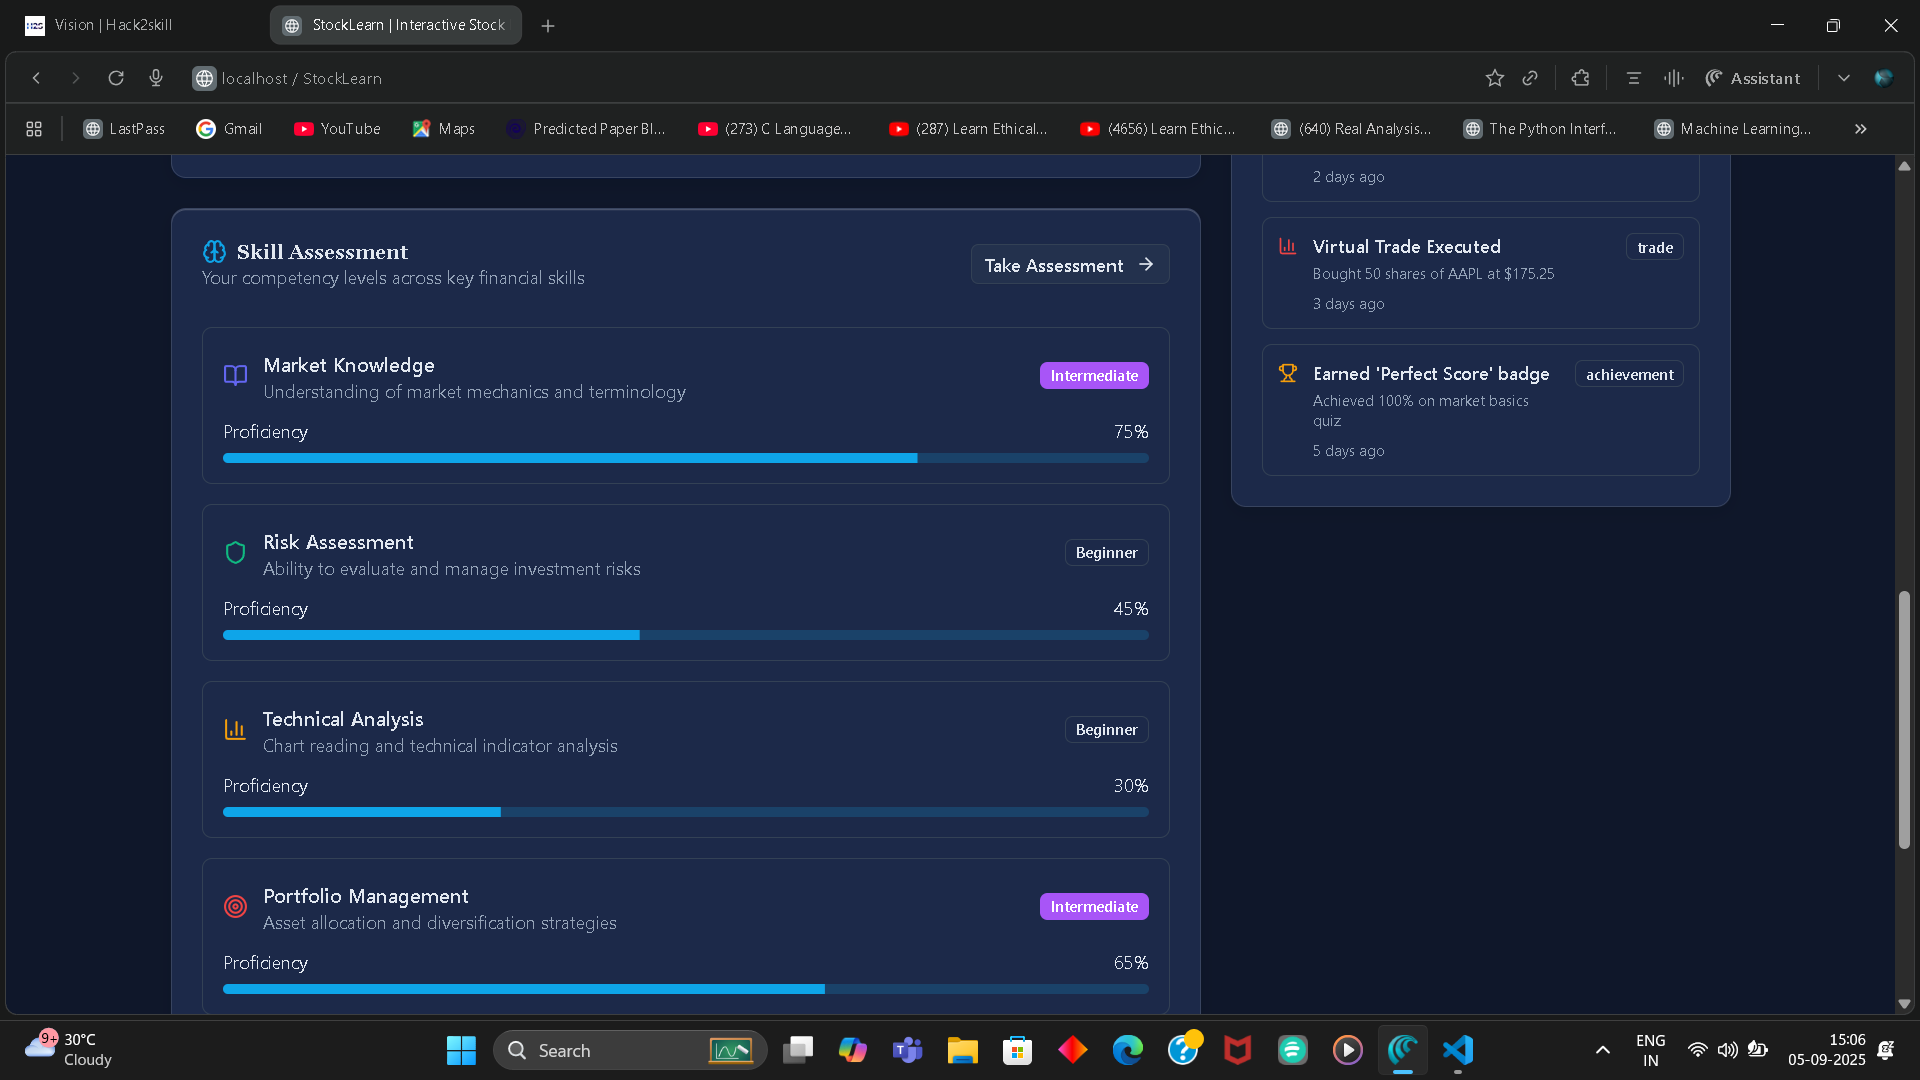 Vision | Hack2skill
StockLearn | Interactive Stock
localhost / StockLearn
Assistant
LastPass
Gmail
YouTube
Maps
Predicted Paper Bl...
(273) C Language...
(287) Learn Ethical...
(4656) Learn Ethic...
(640) Real Analysis...
The Python Interf...
Machine Learning...
Skill Assessment
Your competency levels across key financial skills
Take Assessment
Market Knowledge
Understanding of market mechanics and terminology
Intermediate
Proficiency
75%
Risk Assessment
Ability to evaluate and manage investment risks
Beginner
Proficiency
45%
Technical Analysis
Chart reading and technical indicator analysis
Beginner
Proficiency
30%
Portfolio Management
Asset allocation and diversification strategies
Intermediate
Proficiency
65%
2 days ago
Virtual Trade Executed
trade
Bought 50 shares of AAPL at $175.25
3 days ago
Earned 'Perfect Score' badge
achievement
Achieved 100% on market basics
quiz
5 days ago
9+
30°C
Cloudy
Search
ENG
IN
15:06
05-09-2025